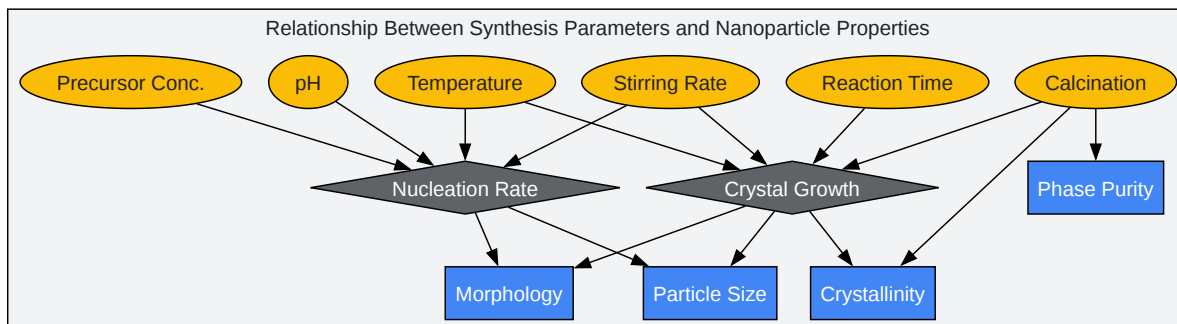 Relationship Between Synthesis Parameters and Nanoparticle Properties
Precursor Conc.
pH
Temperature
Stirring Rate
Reaction Time
Calcination
Nucleation Rate
Crystal Growth
Phase Purity
Morphology
Particle Size
Crystallinity